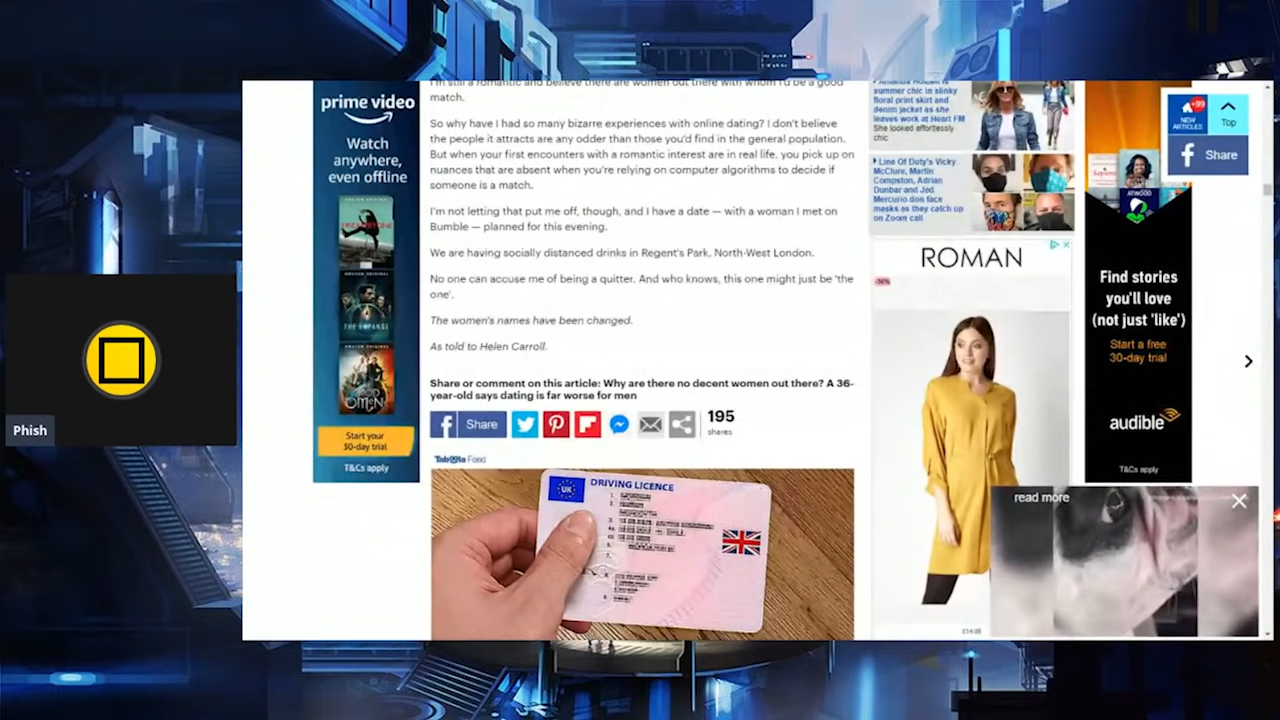 prime video
Watch
anywhere,
even offline
AMAZON ORIGINAL
THE EXPANSE
GOOD OMENS
Start your
30-day trial
T&Cs apply
I'm still a romantic and believe there are women out there with whom I'd be a good
match.
So why have I had so many bizarre experiences with online dating? I don't believe
the people it attracts are any odder than those you'd find in the general population.
But when your first encounters with a romantic interest are in real life, you pick up on
nuances that are absent when you're relying on computer algorithms to decide if
someone is a match.
I'm not letting that put me off, though, and I have a date — with a woman I met on
Bumble — planned for this evening.
We are having socially distanced drinks in Regent's Park, North-West London.
No one can accuse me of being a quitter. And who knows, this one might just be 'the
one'.
The women's names have been changed.
As told to Helen Carroll.
Share or comment on this article: Why are there no decent women out there? A 36-
year-old says dating is far worse for men
Share
195
shares
Taboola Feed
UK
DRIVING LICENCE
Amanda Holden is
summer chic in slinky
floral print skirt and
denim jacket as she
leaves work at Heart FM
She looked effortlessly
chic
Line Of Duty's Vicky
McClure, Martin
Compston, Adrian
Dunbar and Jed
Mercurio don face
masks as they catch up
on Zoom call
ROMAN
read more
+99
NEW
ARTICLES
Top
Share
ATWOOD
Find stories
you'll love
(not just 'like')
Start a free
30-day trial
audible
T&Cs apply
Phish